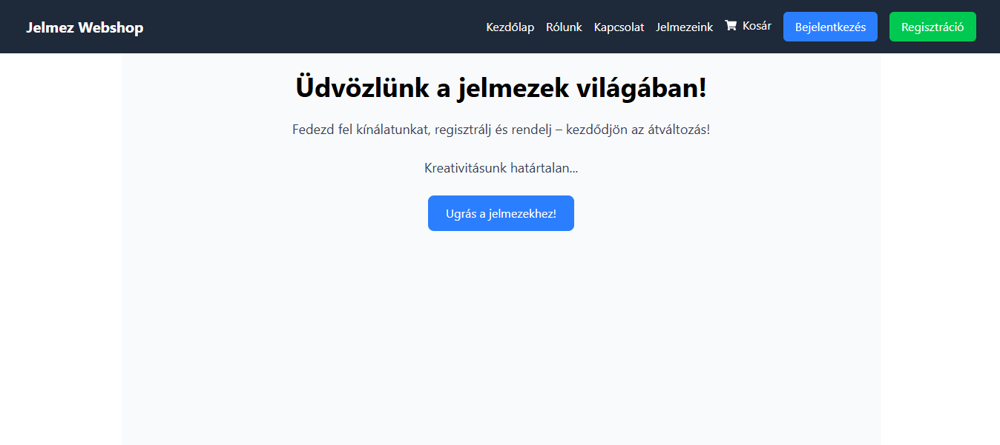 Jelmez Webshop
Kezdőlap Rólunk Kapcsolat Jelmezeink Kosár Bejelentkezés Regisztráció
Üdvözlünk a jelmezek világában!
Fedezd fel kínálatunkat, regisztrálj és rendelj – kezdődjön az átváltozás!
Kreativitásunk határtalan...
Ugrás a jelmezekhez!